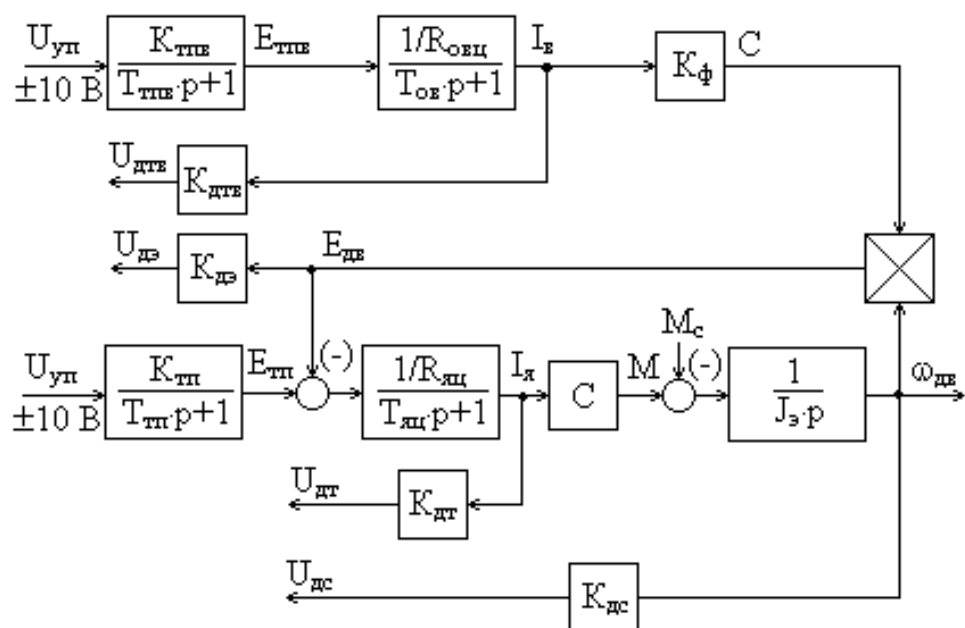 U_уп K_тпв E_тпв 1/R_овц I_в C
±10 В T_тпв·p+1 T_ов·p+1 K_ф
U_дтв K_дтв
U_дэ K_дэ E_дв
M_с
U_уп K_тп E_тп (-) 1/R_яц I_я C M (-) 1 ω_дв
±10 В T_тп·p+1 T_яц·p+1 J_э·p
U_дт K_дт
U_дс K_дс